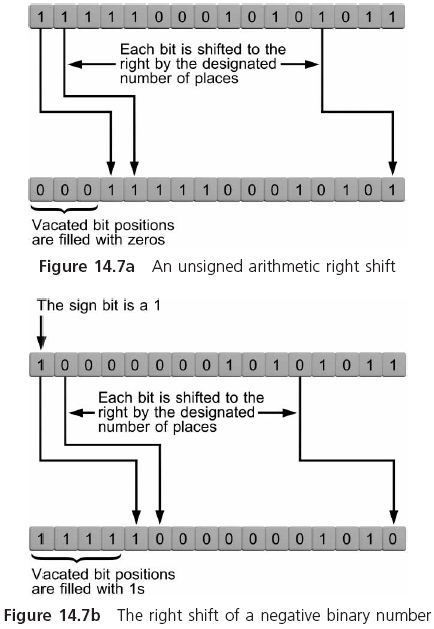 1 1 1 1 1 0 0 0 1 0 1 0 1 0 1 1
Each bit is shifted to the
right by the designated
number of places
0 0 0 1 1 1 1 1 0 0 0 1 0 1 0 1
Vacated bit positions
are filled with zeros
Figure 14.7a An unsigned arithmetic right shift
The sign bit is a 1
1 0 0 0 0 0 0 0 1 0 1 0 1 0 1 1
Each bit is shifted to the
right by the designated
number of places
1 1 1 1 1 0 0 0 0 0 0 0 1 0 1 0
Vacated bit positions
are filled with 1s
Figure 14.7b The right shift of a negative binary number